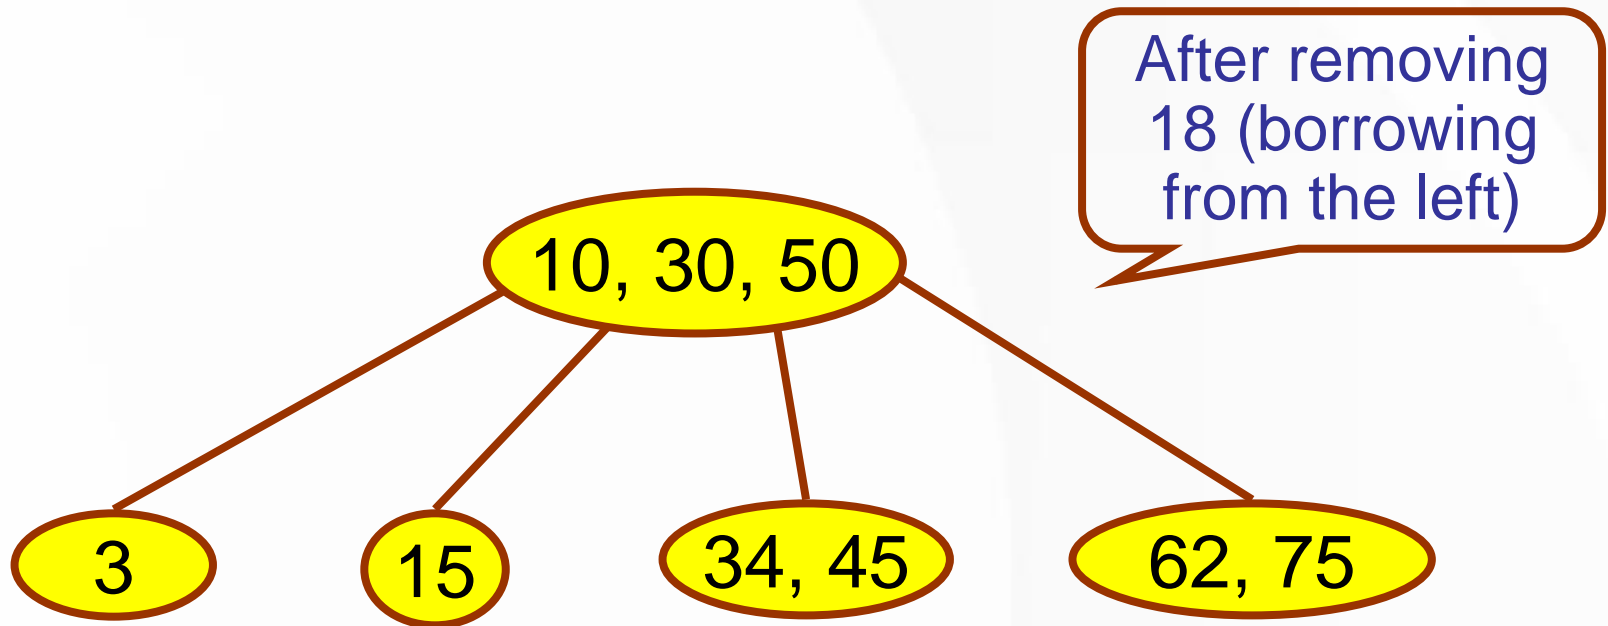 After removing
18 (borrowing
from the left)
10, 30, 50
3
15
34, 45
62, 75